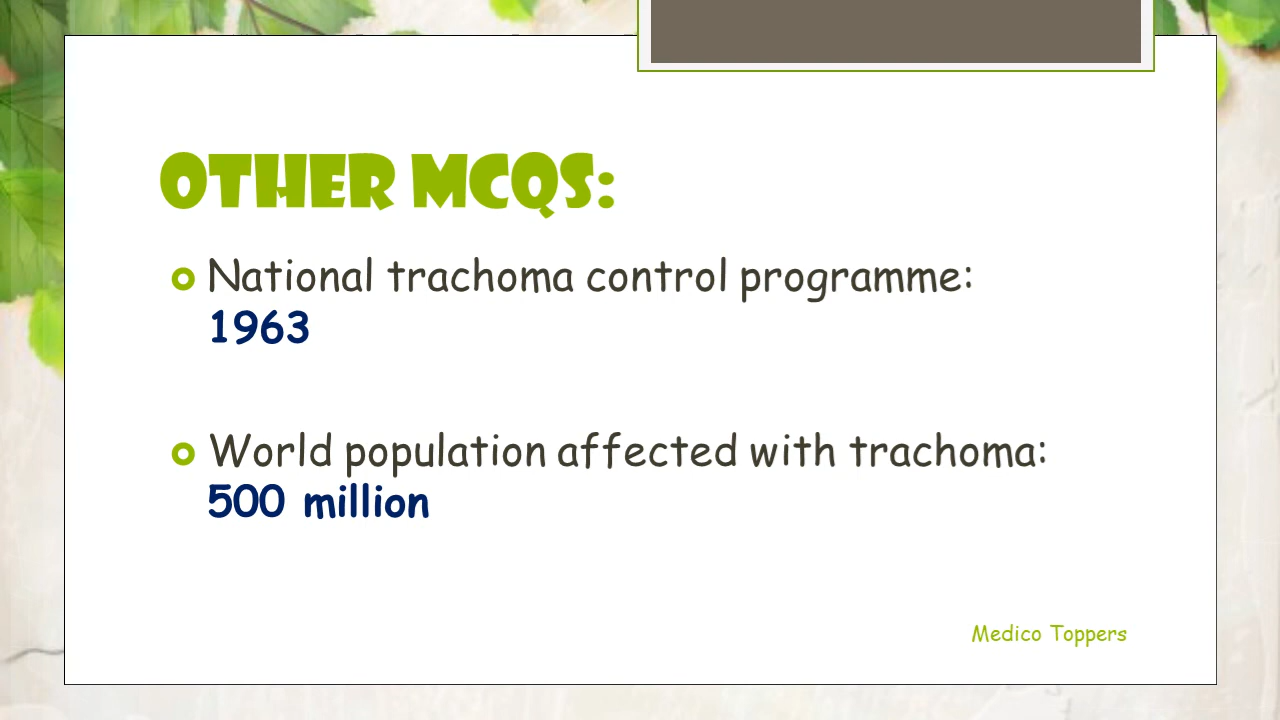 OTHER MCQS:
National trachoma control programme:
1963
World population affected with trachoma:
500 million
Medico Toppers